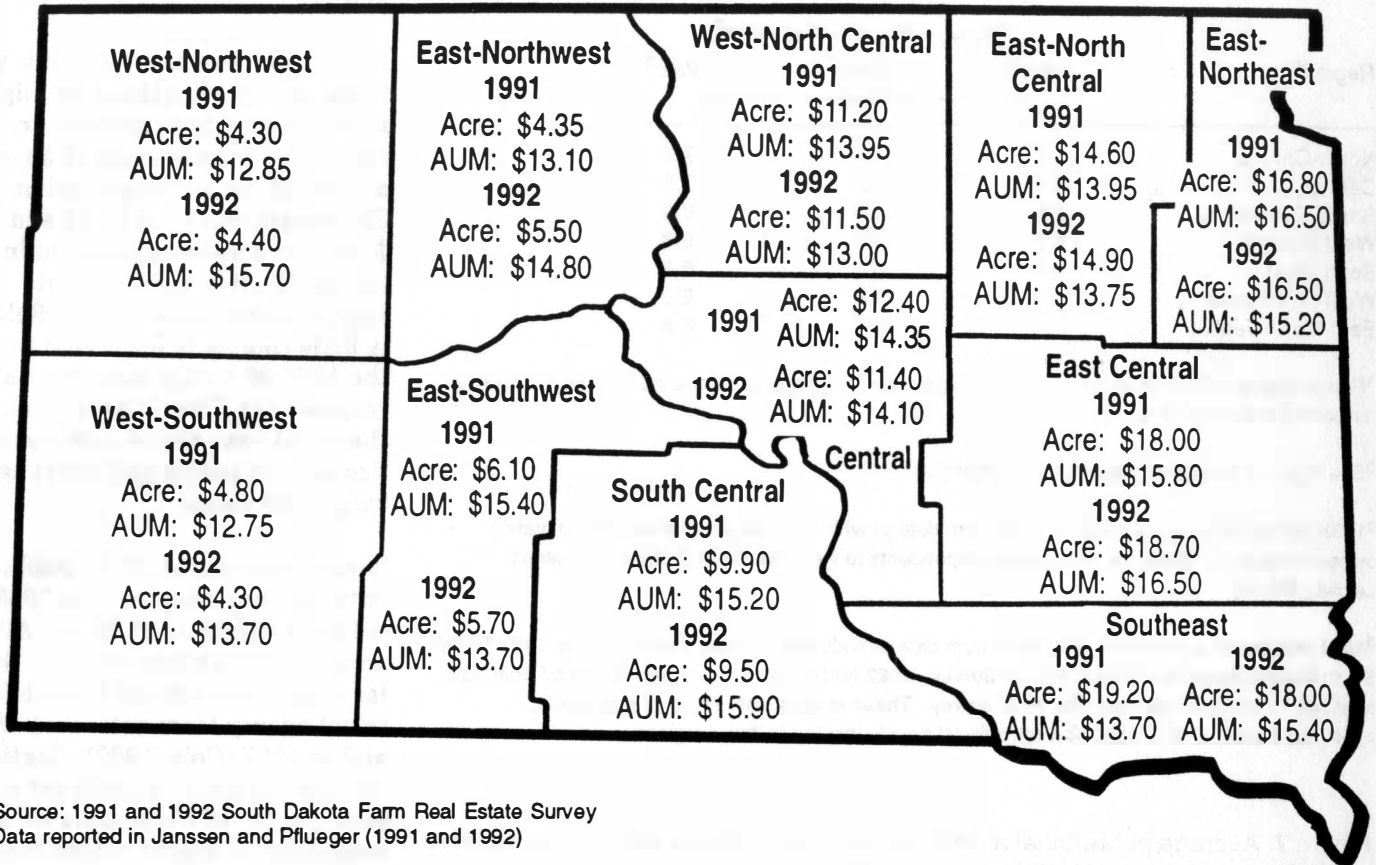 West-Northwest
1991
Acre: $4.30
AUM: $12.85
1992
Acre: $4.40
AUM: $15.70
East-Northwest
1991
Acre: $4.35
AUM: $13.10
1992
Acre: $5.50
AUM: $14.80
West-North Central
1991
Acre: $11.20
AUM: $13.95
1992
Acre: $11.50
AUM: $13.00
East-North
Central
1991
Acre: $14.60
AUM: $13.95
1992
Acre: $14.90
AUM: $13.75
East-
Northeast
1991
Acre: $16.80
AUM: $16.50
1992
Acre: $16.50
AUM: $15.20
West-Southwest
1991
Acre: $4.80
AUM: $12.75
1992
Acre: $4.30
AUM: $13.70
East-Southwest
1991
Acre: $6.10
AUM: $15.40
1992
Acre: $5.70
AUM: $13.70
1991
Acre: $12.40
AUM: $14.35
1992
Acre: $11.40
AUM: $14.10
Central
South Central
1991
Acre: $9.90
AUM: $15.20
1992
Acre: $9.50
AUM: $15.90
East Central
1991
Acre: $18.00
AUM: $15.80
1992
Acre: $18.70
AUM: $16.50
Southeast
1991 1992
Acre: $19.20 Acre: $18.00
AUM: $13.70 AUM: $15.40
Source: 1991 and 1992 South Dakota Farm Real Estate Survey
Data reported in Janssen and Pflueger (1991 and 1992)